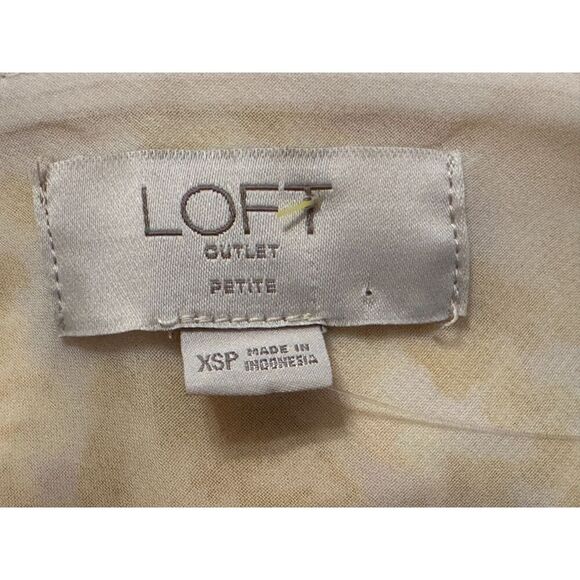 LOFT
OUTLET
PETITE
XSP MADE IN
INDONESIA